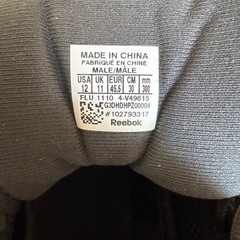 MADE IN CHINA
FABRIQUÉ EN CHINE
MALE/MÂLE
USA UK EUR CM mm
12 11 45.5 30 300
FLU 1110 4-V49615
G3DHDHPZ00004
#102793317
Reebok